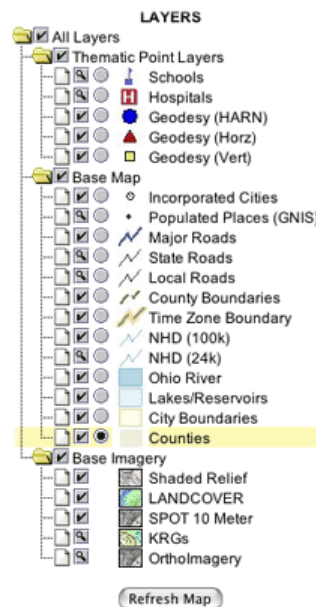 LAYERS
All Layers
Thematic Point Layers
Schools
H Hospitals
Geodesy (HARN)
Geodesy (Horz)
Geodesy (Vert)
Base Map
Incorporated Cities
Populated Places (GNIS)
Major Roads
State Roads
Local Roads
County Boundaries
Time Zone Boundary
NHD (100k)
NHD (24k)
Ohio River
Lakes/Reservoirs
City Boundaries
Counties
Base Imagery
Shaded Relief
LANDCOVER
SPOT 10 Meter
KRGs
OrthoImagery
Refresh Map